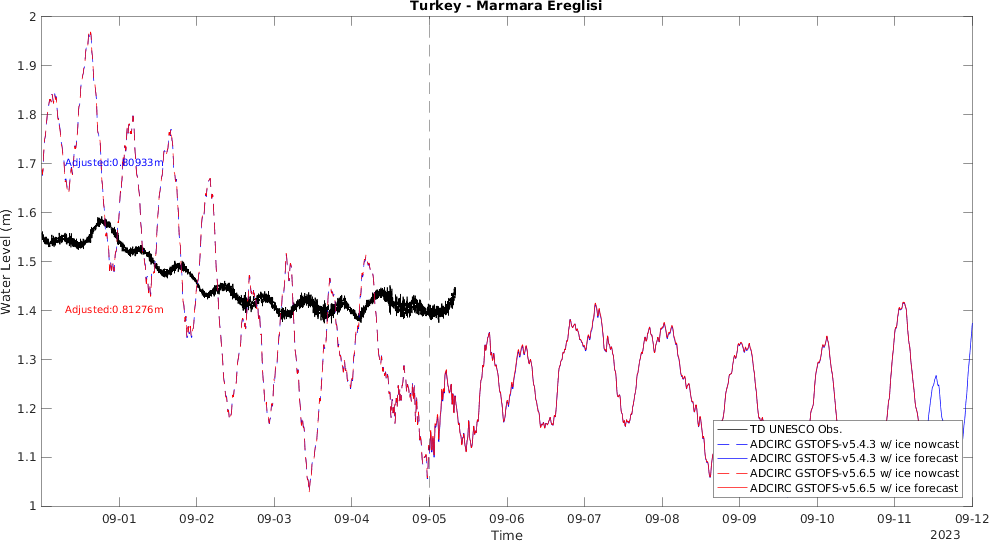 Turkey - Marmara Ereglisi
2
1.9
1.8
1.7
1.6
1.5
1.4
1.3
1.2
1.1
1
Water Level (m)
Adjusted:0.80933m
Adjusted:0.81276m
TD UNESCO Obs.
ADCIRC GSTOFS-v5.4.3 w/ ice nowcast
ADCIRC GSTOFS-v5.4.3 w/ ice forecast
ADCIRC GSTOFS-v5.6.5 w/ ice nowcast
ADCIRC GSTOFS-v5.6.5 w/ ice forecast
09-01 09-02 09-03 09-04 09-05 09-06 09-07 09-08 09-09 09-10 09-11 09-12
Time
2023